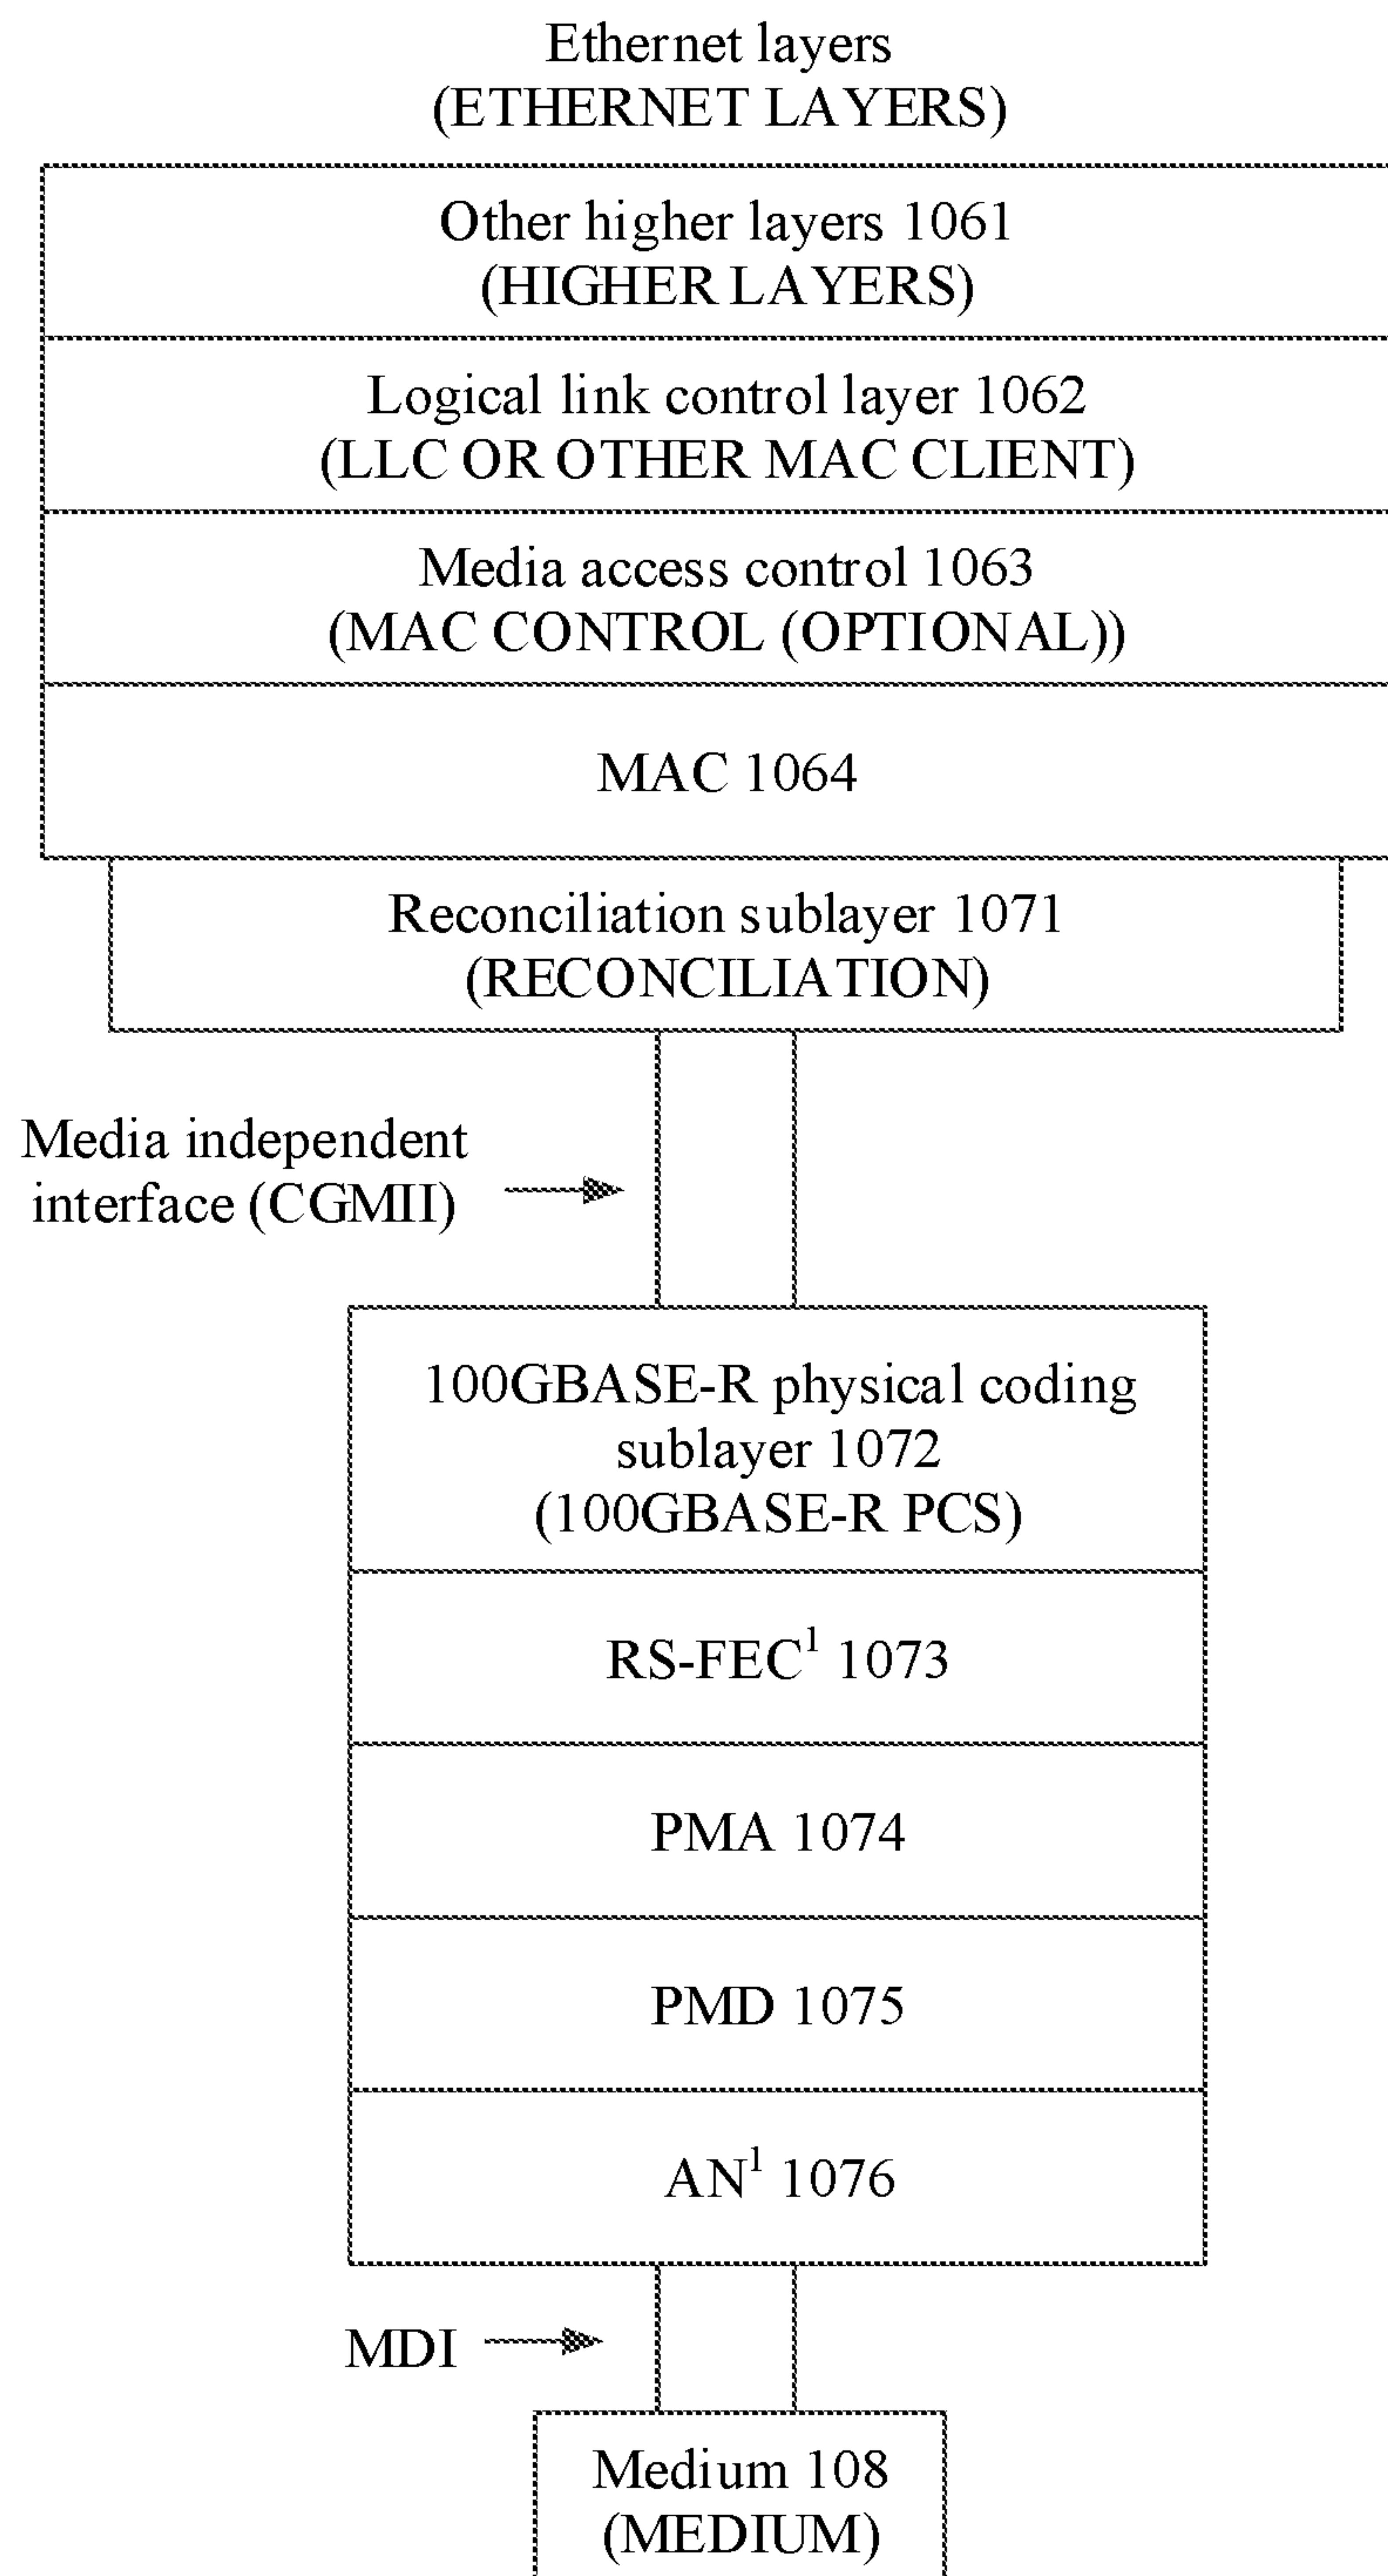 Ethernet layers
(ETHERNET LAYERS)
Other higher layers 1061
(HIGHER LAYERS)
Logical link control layer 1062
(LLC OR OTHER MAC CLIENT)
Media access control 1063
(MAC CONTROL (OPTIONAL))
MAC 1064
Reconciliation sublayer 1071
(RECONCILIATION)
Media independent
interface (CGMII)
100GBASE-R physical coding
sublayer 1072
(100GBASE-R PCS)
RS-FEC¹ 1073
PMA 1074
PMD 1075
AN¹ 1076
MDI
Medium 108
(MEDIUM)